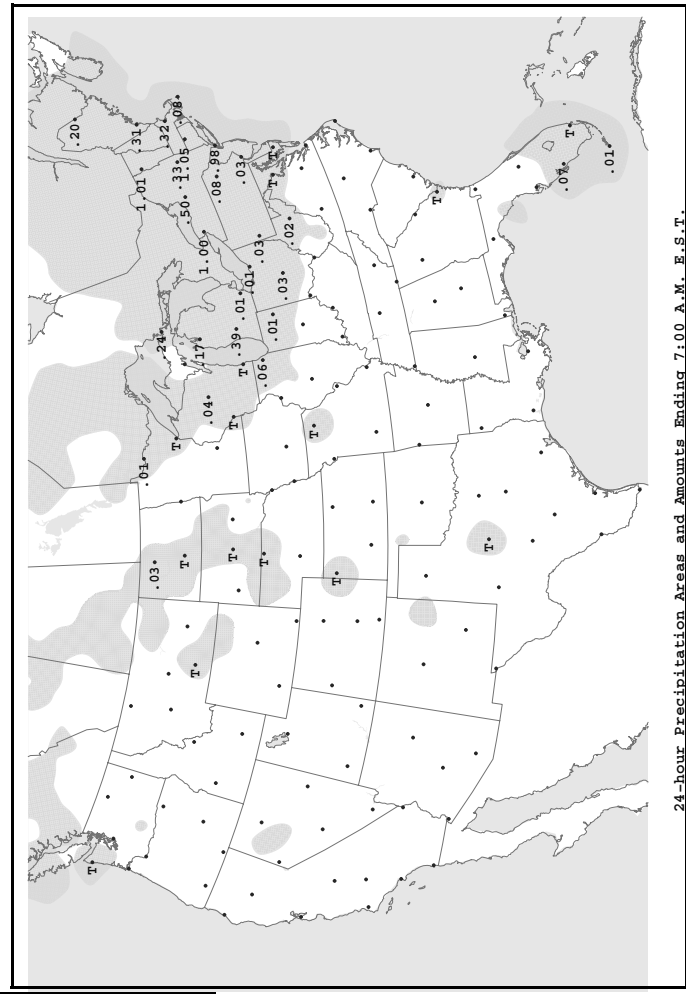 .20
T
.31
1.01
.01
.03
.24
.32
T
.33
.08
T
.50
1.05
T
.17
1.00
.04
.08
.98
T
T
.39
.01
.03
T
.01
.03
.06
T
.01
T
T
.03
.02
T
T
T
T
.07
T
.01
24-hour Precipitation Areas and Amounts Ending 7:00 A.M. E.S.T.